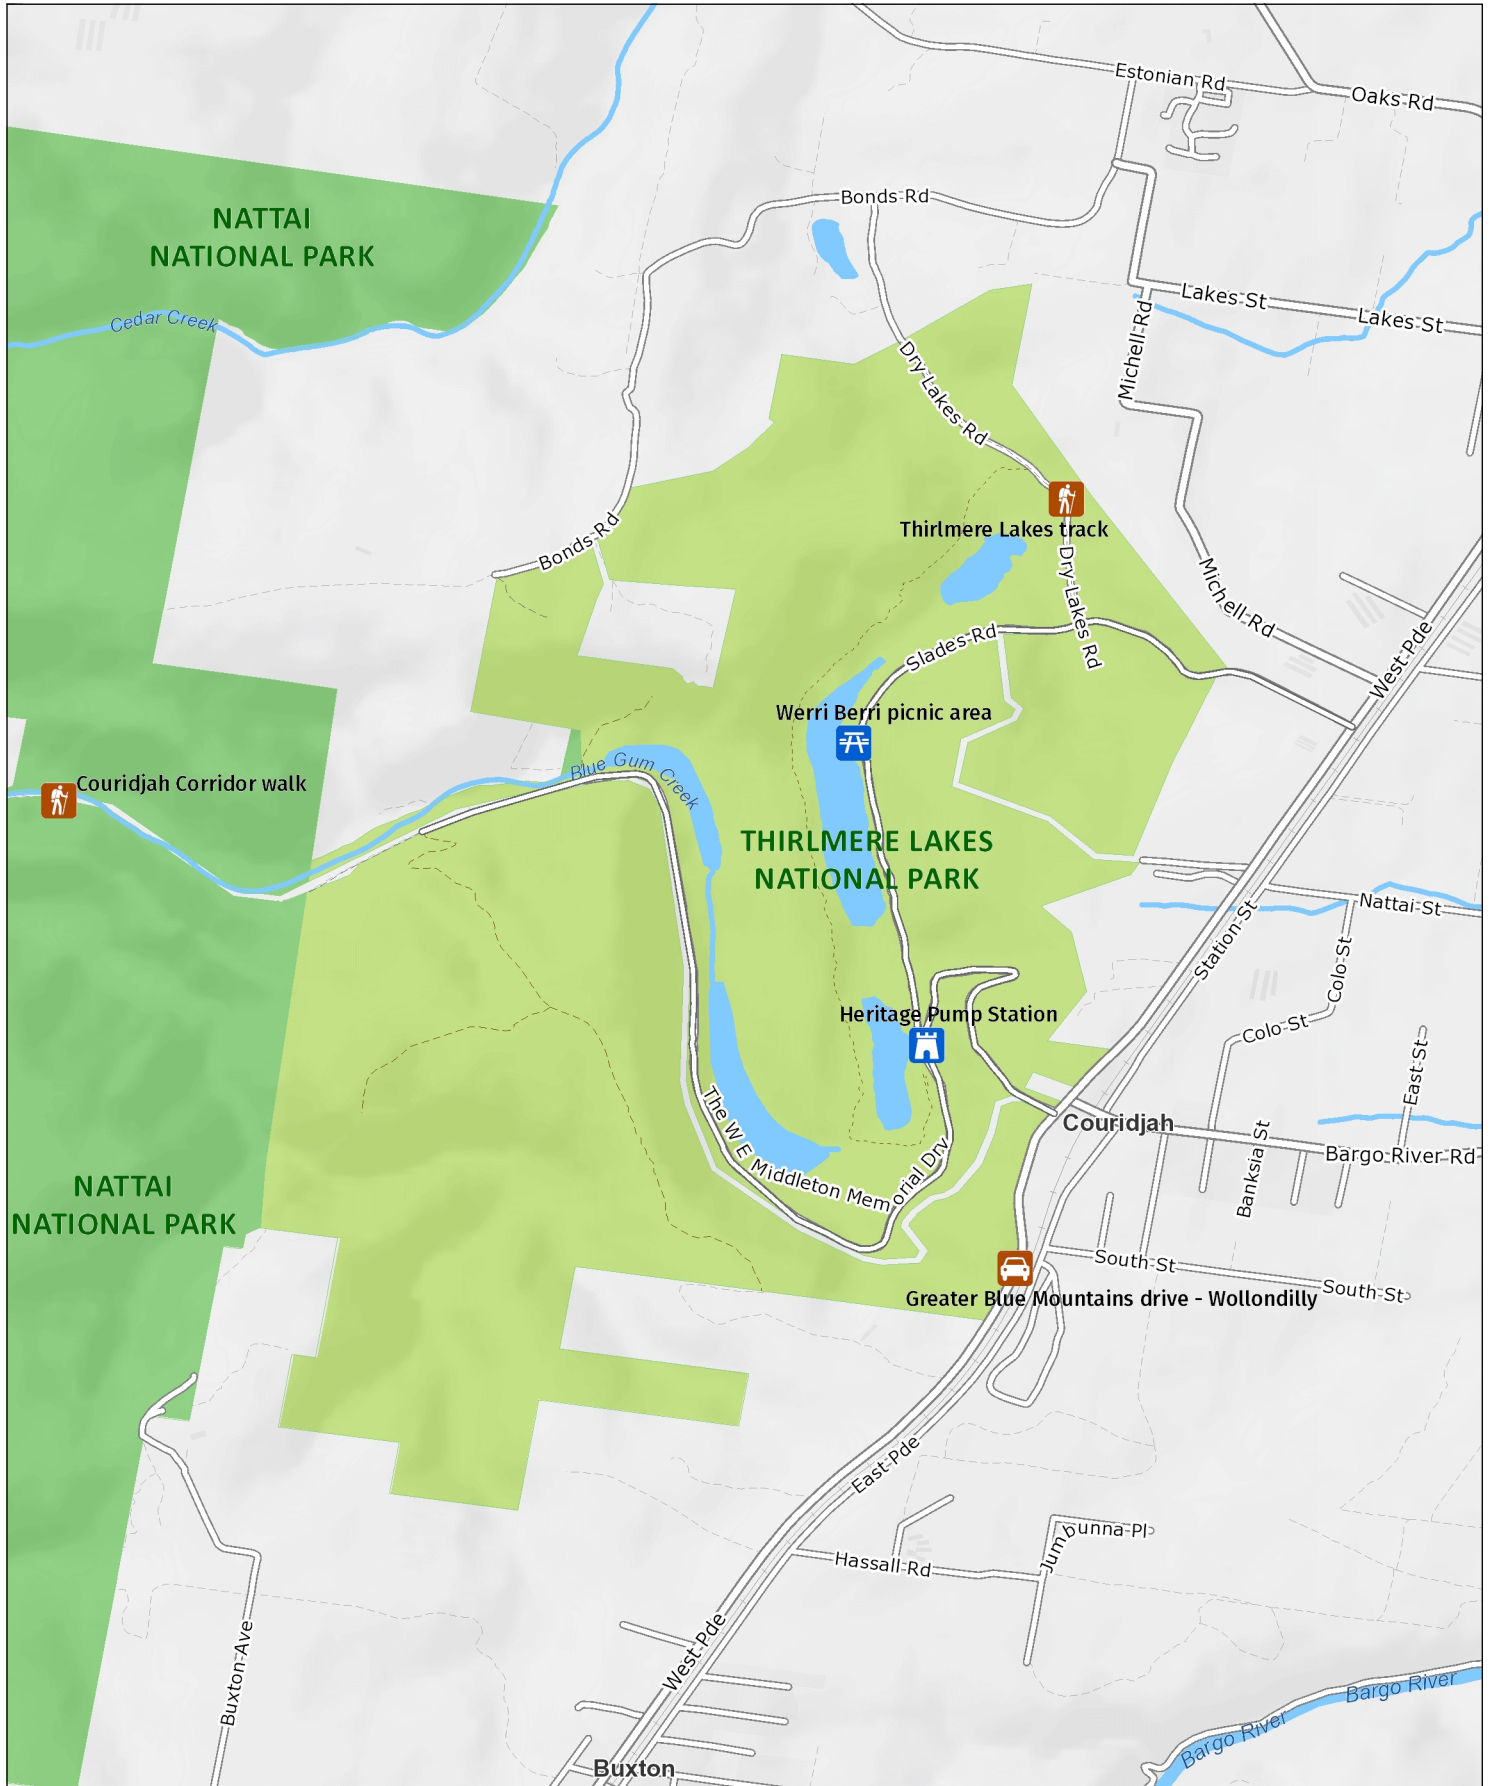 Estonian Rd
Oaks Rd
Bonds Rd
NATTAI
NATIONAL PARK
Lakes St
Lakes St
Cedar Creek
Michell Rd
Dry Lakes Rd
Thirlmere Lakes track
Bonds Rd
Dry Lakes Rd
Michell Rd
Slades Rd
West Pde
Werri Berri picnic area
Blue Gum Creek
Couridjah Corridor walk
THIRLMERE LAKES
NATIONAL PARK
Nattai St
Station St
Colo St
Heritage Pump Station
Colo St
East St
The W E Middleton Memorial Drv
Couridjah
Banksia St
Bargo River Rd
NATTAI
NATIONAL PARK
South St
South St
Greater Blue Mountains drive - Wollondilly
East Pde
Jumbunna Pl
Hassall Rd
West Pde
Buxton Ave
Bargo River
Bargo River
Buxton